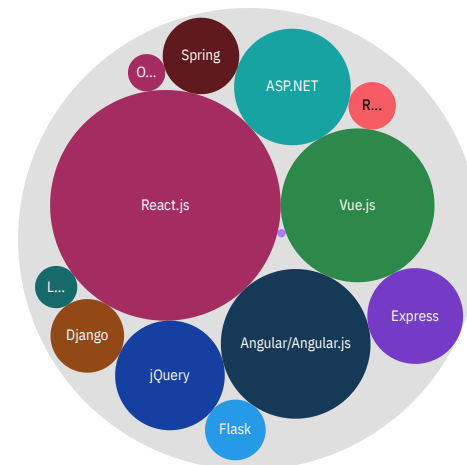 Spring
O...
ASP.NET
R...
React.js
Vue.js
L...
Express
Django
Angular/Angular.js
jQuery
Flask